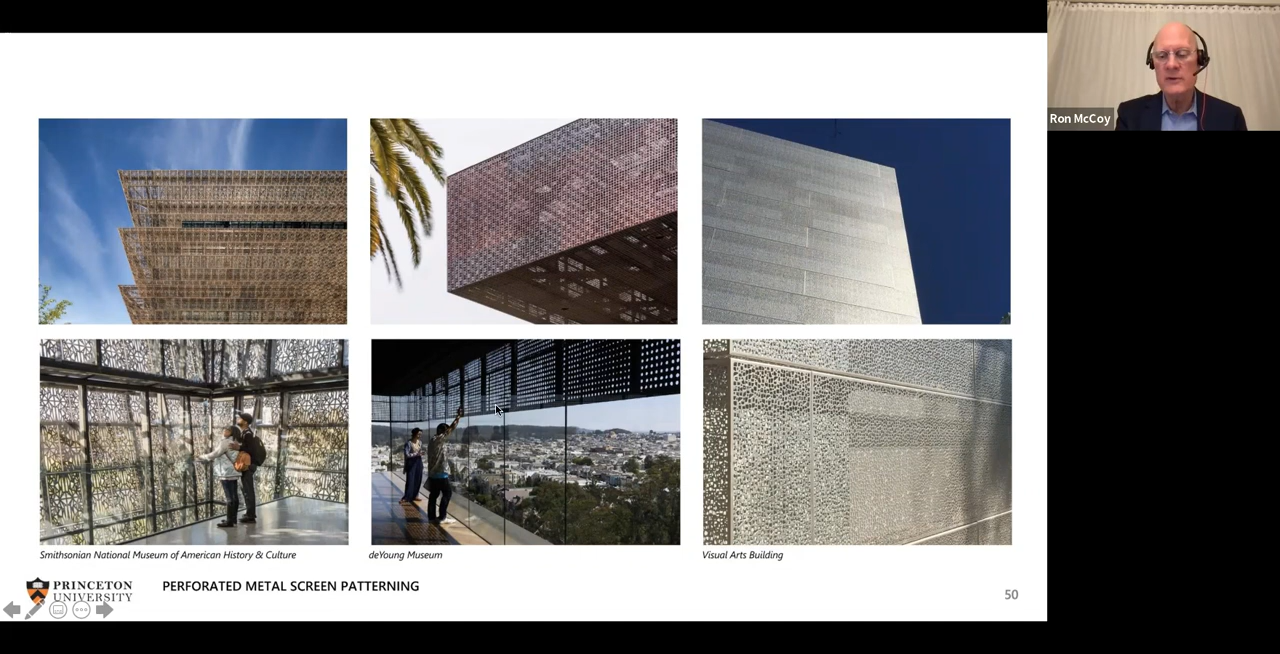 Ron McCoy
Smithsonian National Museum of American History & Culture
deYoung Museum
Visual Arts Building
PRINCETON
UNIVERSITY
PERFORATED METAL SCREEN PATTERNING
50